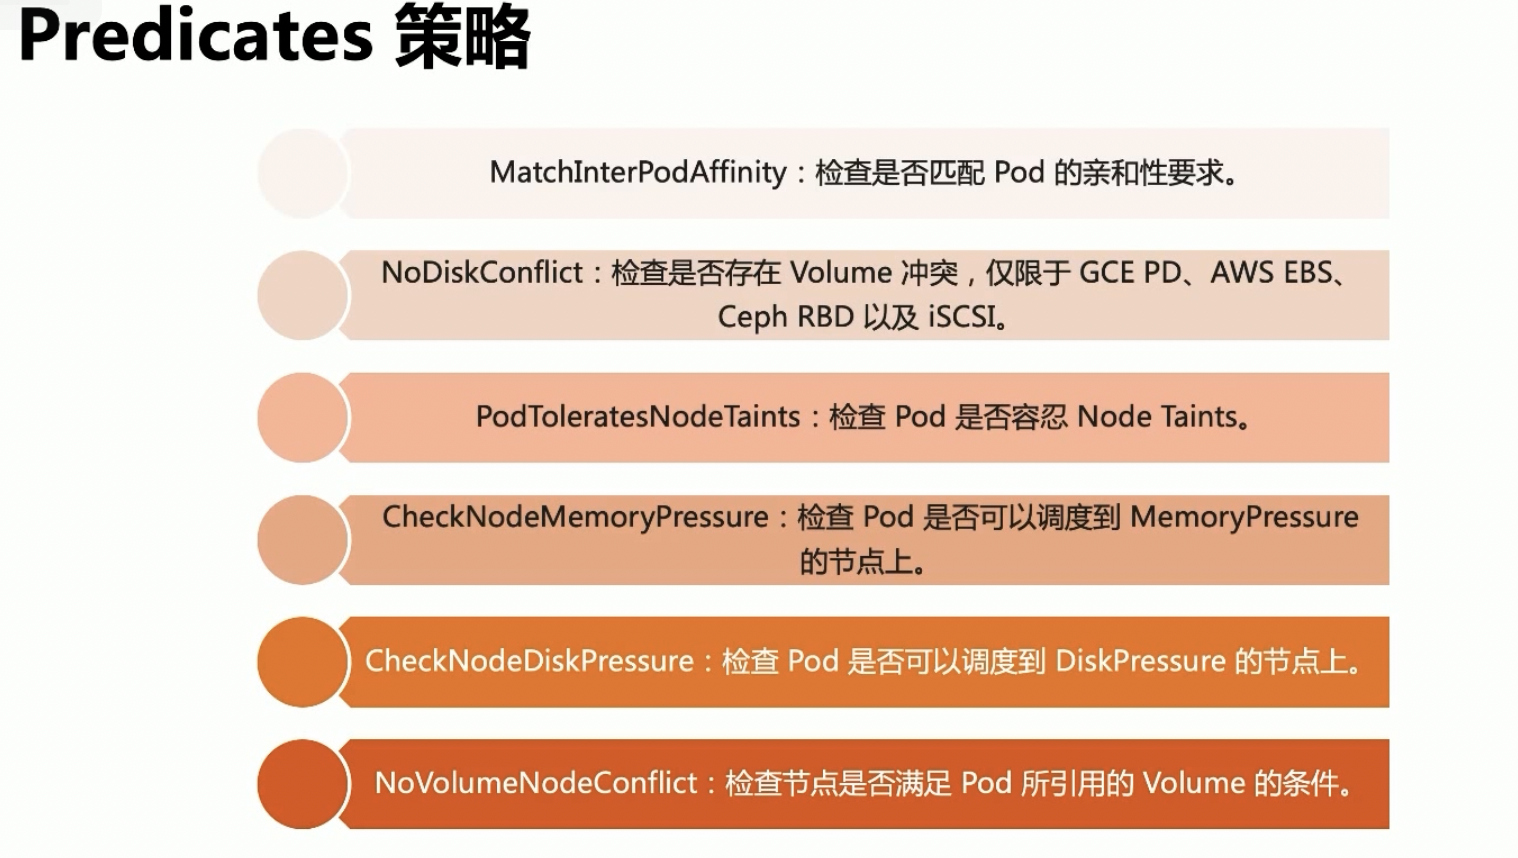 Predicates 策略
MatchInterPodAffinity：检查是否匹配 Pod 的亲和性要求。
NoDiskConflict：检查是否存在 Volume 冲突，仅限于 GCE PD、AWS EBS、
Ceph RBD 以及 iSCSI。
PodToleratesNodeTaints：检查 Pod 是否容忍 Node Taints。
CheckNodeMemoryPressure：检查 Pod 是否可以调度到 MemoryPressure
的节点上。
CheckNodeDiskPressure：检查 Pod 是否可以调度到 DiskPressure 的节点上。
NoVolumeNodeConflict：检查节点是否满足 Pod 所引用的 Volume 的条件。